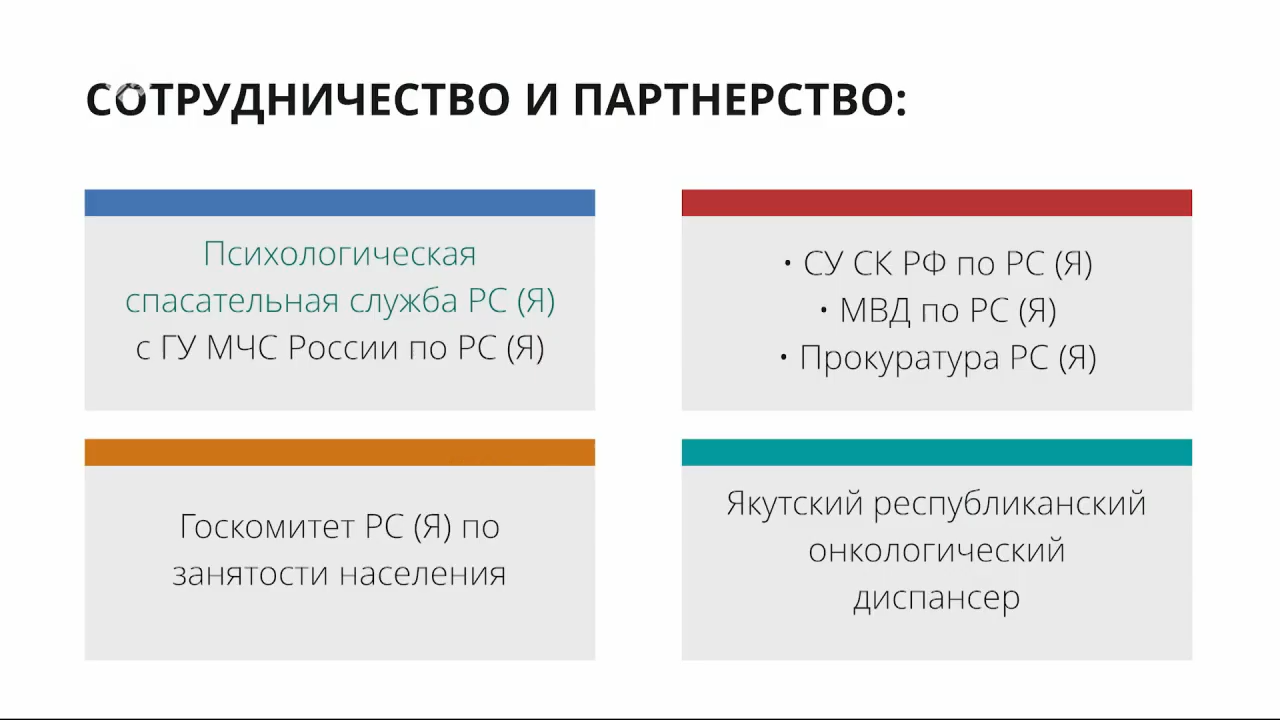 СОТРУДНИЧЕСТВО И ПАРТНЕРСТВО:
Психологическая
спасательная служба РС (Я)
с ГУ МЧС России по РС (Я)
• СУ СК РФ по РС (Я)
• МВД по РС (Я)
• Прокуратура РС (Я)
Госкомитет РС (Я) по
занятости населения
Якутский республиканский
онкологический
диспансер